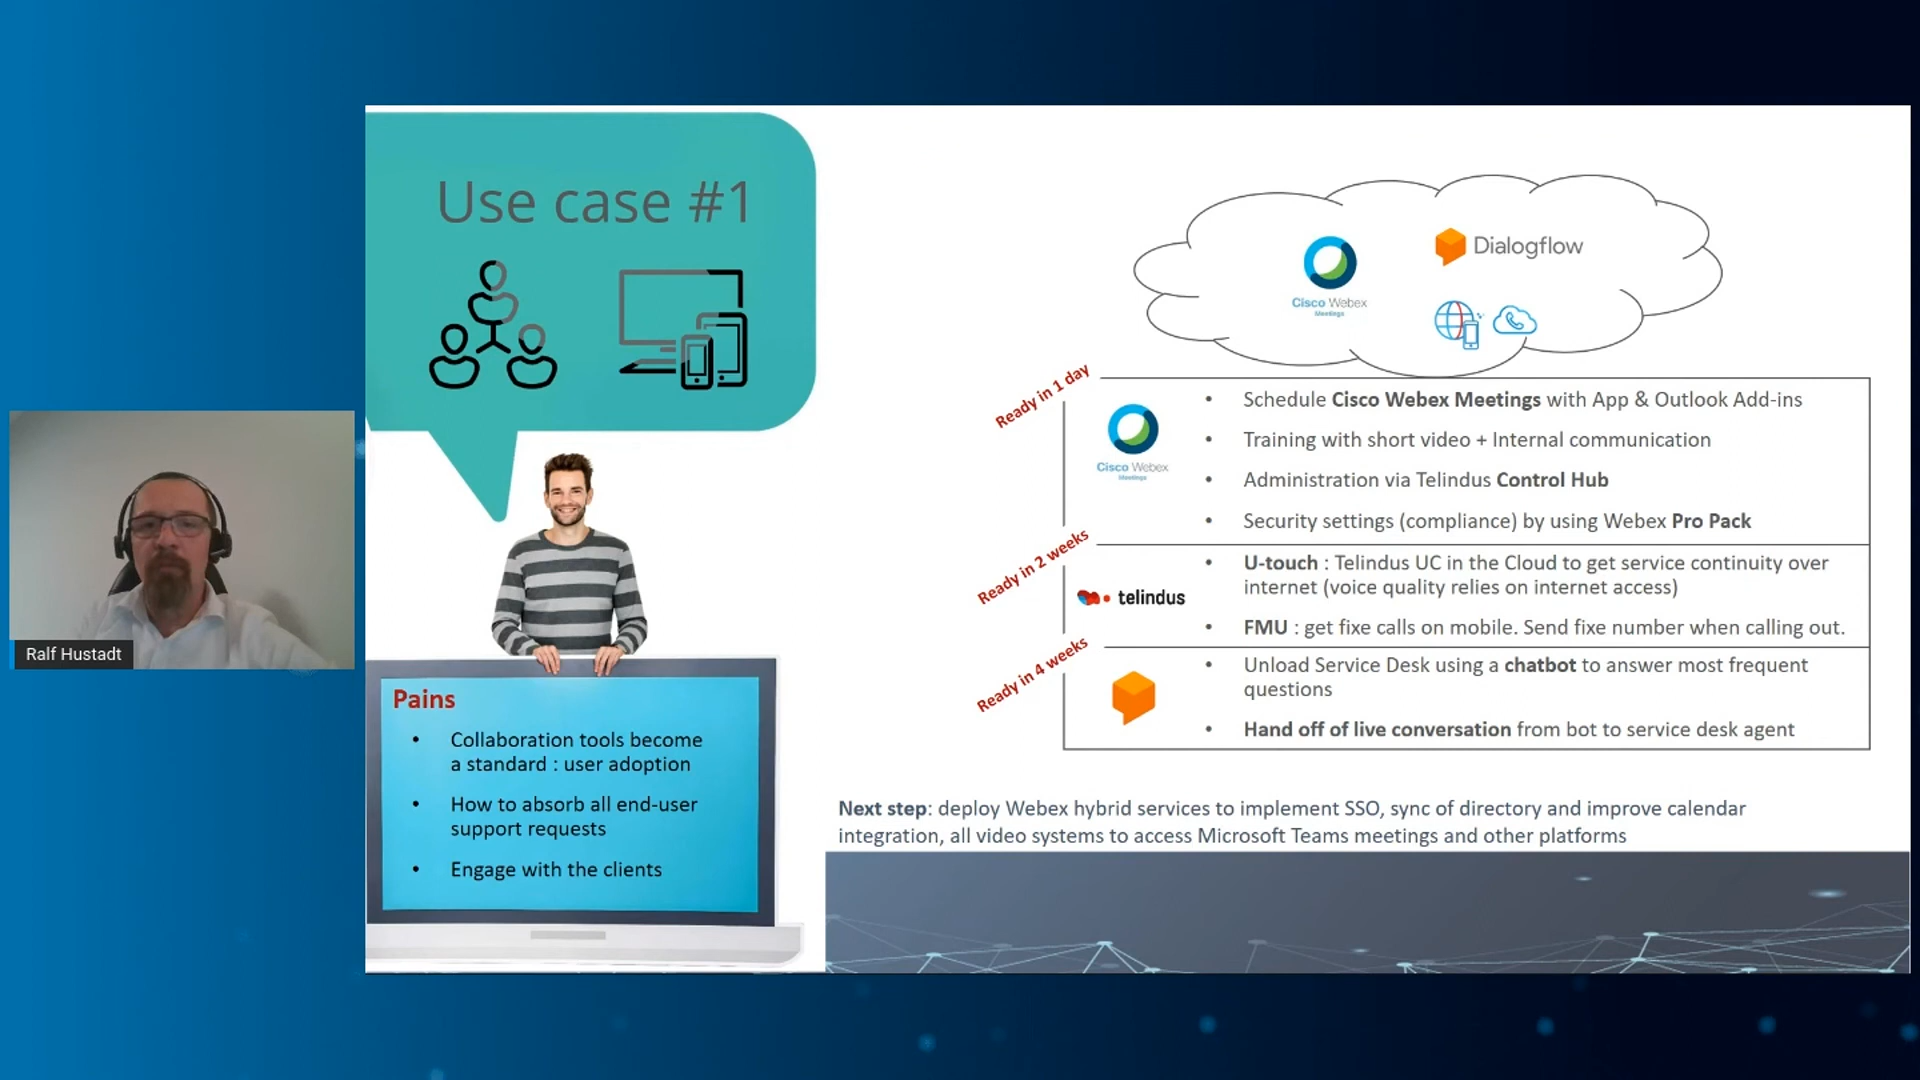 Use case #1
Ralf Hustadt
Pains
• Collaboration tools become
a standard : user adoption
• How to absorb all end-user
support requests
• Engage with the clients
Cisco Webex
Meetings
Dialogflow
Ready in 1 day
Cisco Webex
Meetings
• Schedule Cisco Webex Meetings with App & Outlook Add-ins
• Training with short video + Internal communication
• Administration via Telindus Control Hub
• Security settings (compliance) by using Webex Pro Pack
Ready in 2 weeks
telindus
• U-touch : Telindus UC in the Cloud to get service continuity over
internet (voice quality relies on internet access)
• FMU : get fixe calls on mobile. Send fixe number when calling out.
Ready in 4 weeks
• Unload Service Desk using a chatbot to answer most frequent
questions
• Hand off of live conversation from bot to service desk agent
Next step: deploy Webex hybrid services to implement SSO, sync of directory and improve calendar
integration, all video systems to access Microsoft Teams meetings and other platforms